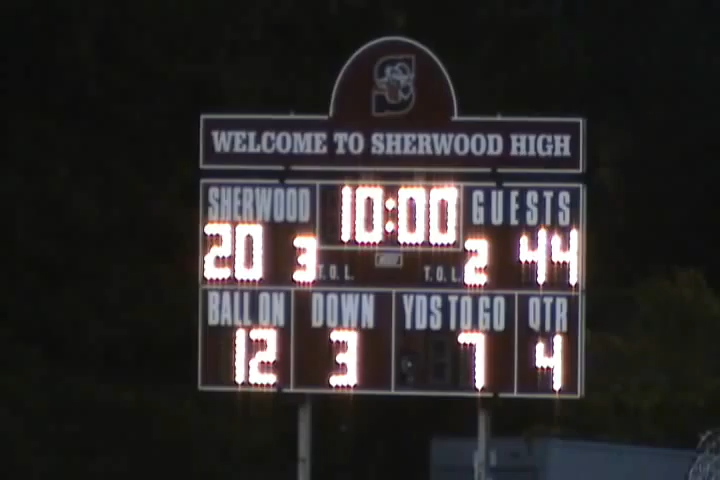 S
WELCOME TO SHERWOOD HIGH
SHERWOOD 10:00 GUESTS
20 3 T.O.L. T.O.L. 2 44
BALL ON DOWN YDS TO GO QTR
12 3 7 4